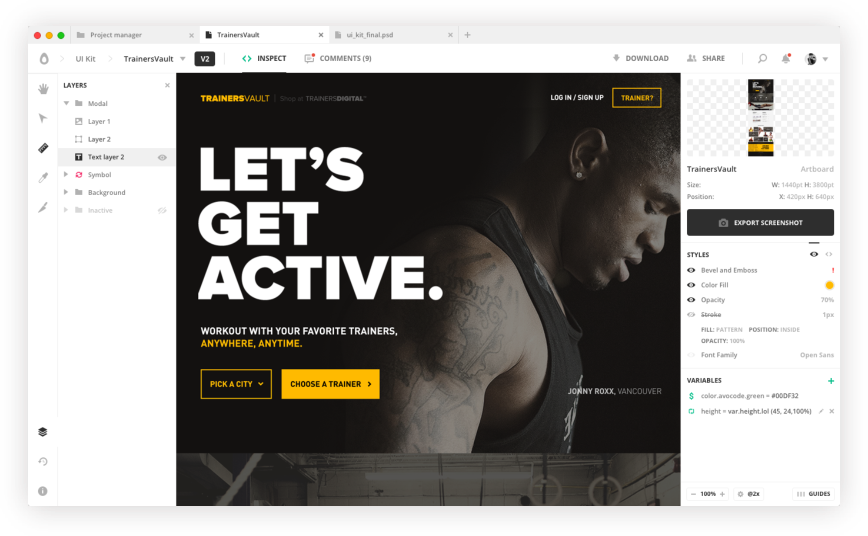 Project manager
TrainersVault
ui_kit_final.psd
UI Kit
TrainersVault
V2
INSPECT
COMMENTS (9)
DOWNLOAD
SHARE
LAYERS
Modal
Layer 1
Layer 2
Text layer 2
Symbol
Background
Inactive
TRAINERSVAULT
Shop at TRAINERSDIGITAL™
LOG IN / SIGN UP
TRAINER?
LET'S
GET
ACTIVE.
WORKOUT WITH YOUR FAVORITE TRAINERS,
ANYWHERE, ANYTIME.
PICK A CITY
CHOOSE A TRAINER
JONNY ROXX, VANCOUVER
TrainersVault Artboard
Size: W: 1440pt H: 3800pt
Position: X: 420px H: 640px
EXPORT SCREENSHOT
STYLES
Bevel and Emboss !
Color Fill
Opacity 70%
Stroke 1px
FILL: PATTERN POSITION: INSIDE
OPACITY: 100%
Font Family Open Sans
VARIABLES
$ color.avocode.green = #00DF32
height = var.height.lol (45, 24,100%)
100%
@2x
GUIDES